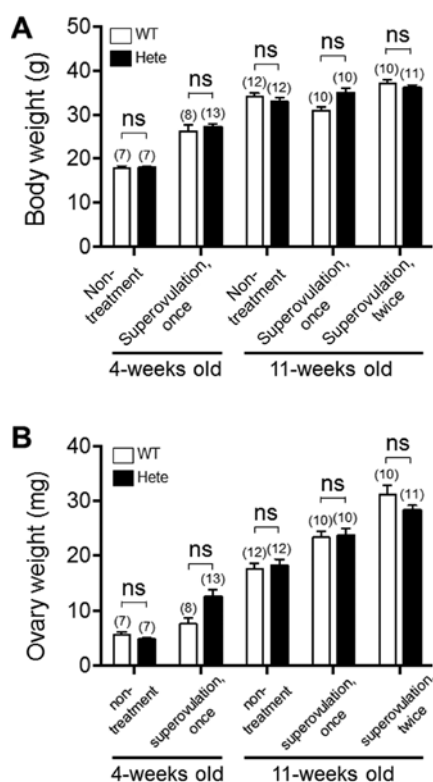 A
WT
Hete
Body weight (g)
50
40
30
20
10
0
ns
ns
ns
ns
ns
(7) (7)
(8) (13)
(12) (12)
(10) (10)
(10) (11)
Non-
treatment
Superovulation,
once
Non-
treatment
Superovulation,
once
Superovulation,
twice
4-weeks old
11-weeks old
B
WT
Hete
Ovary weight (mg)
40
30
20
10
0
ns
ns
ns
ns
ns
(7) (7)
(8) (13)
(12) (12)
(10) (10)
(10) (11)
non-
treatment
superovulation,
once
non-
treatment
superovulation,
once
superovulation,
twice
4-weeks old
11-weeks old